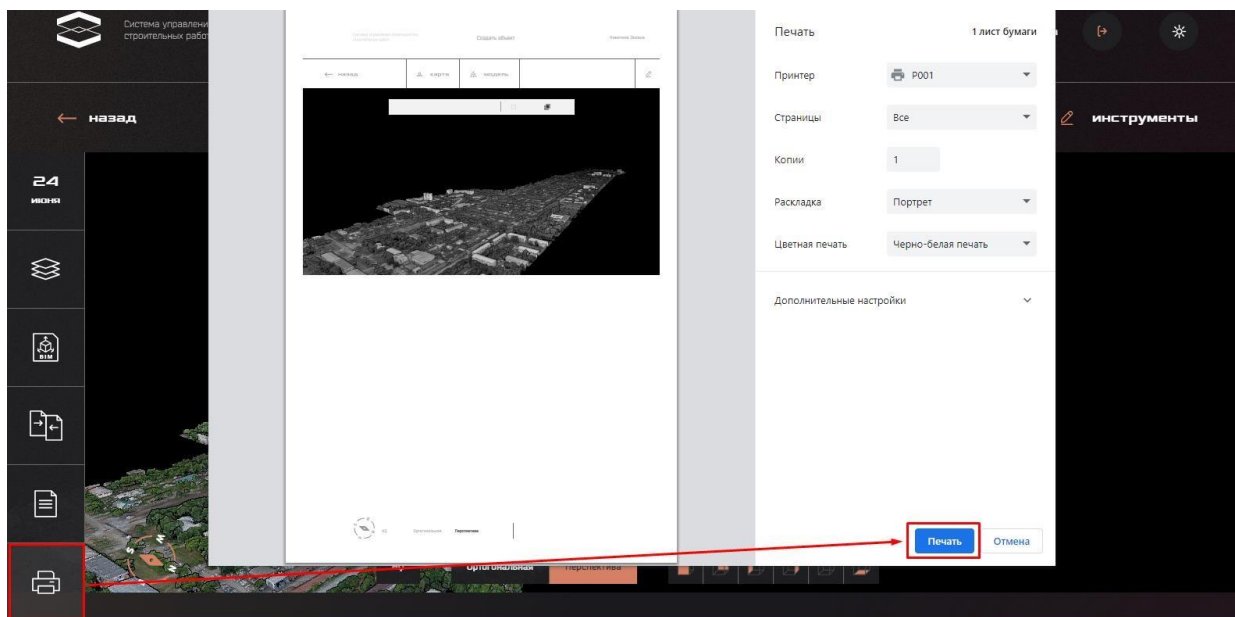 Система управлени
строительных работ
Создать объект
Печать
1 лист бумаги
Принтер
P001
← назад
карта
модель
← назад
Страницы
Все
инструменты
Копии
1
24
июня
Раскладка
Портрет
Цветная печать
Черно-белая печать
Дополнительные настройки
BIM
Перспектива
Печать
Отмена
S
W
Ортогональная
Перспектива